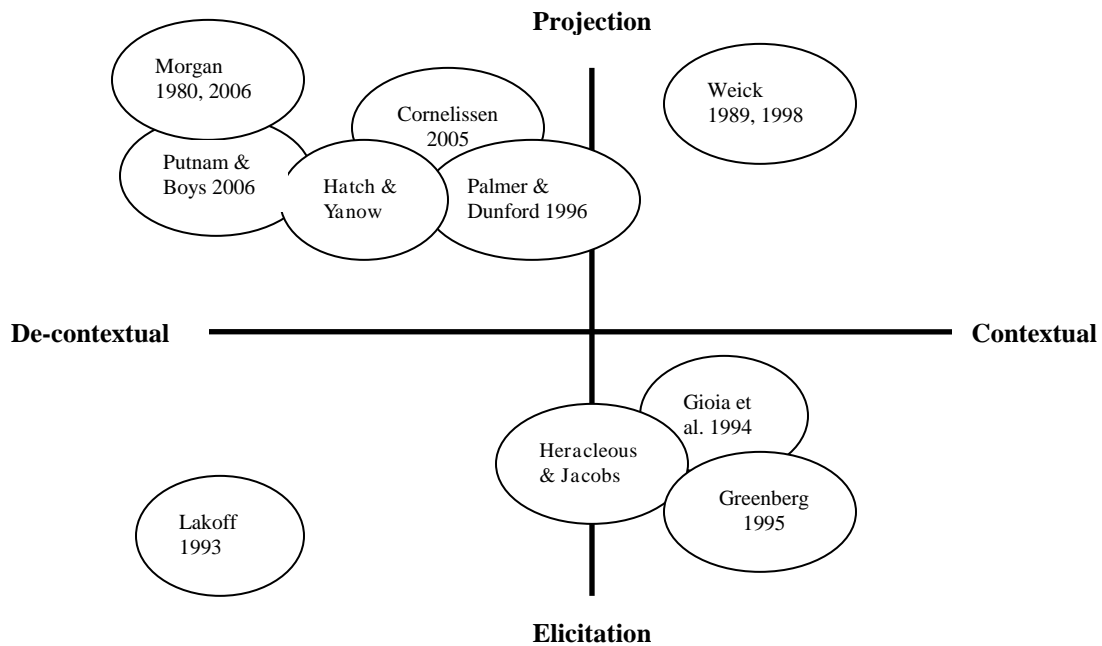 Projection
Morgan
1980, 2006
Weick
1989, 1998
Cornelissen
2005
Putnam &
Boys 2006
Hatch &
Yanow
Palmer &
Dunford 1996
De-contextual
Contextual
Gioia et
al. 1994
Heracleous
& Jacobs
Greenberg
1995
Lakoff
1993
Elicitation